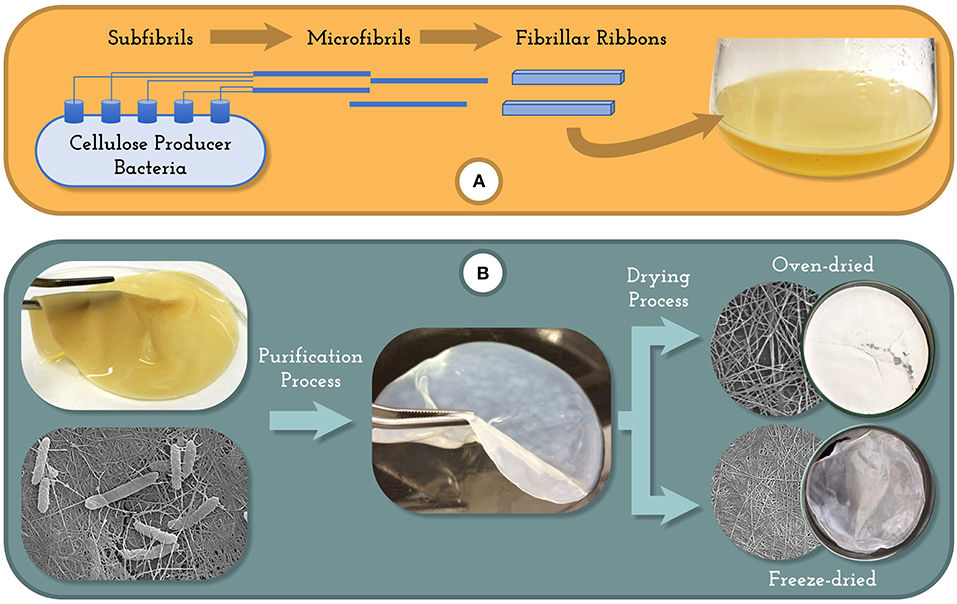 Subfibrils
Microfibrils
Fibrillar Ribbons
Cellulose Producer
Bacteria
A
B
Purification
Process
Drying
Process
Oven-dried
Freeze-dried